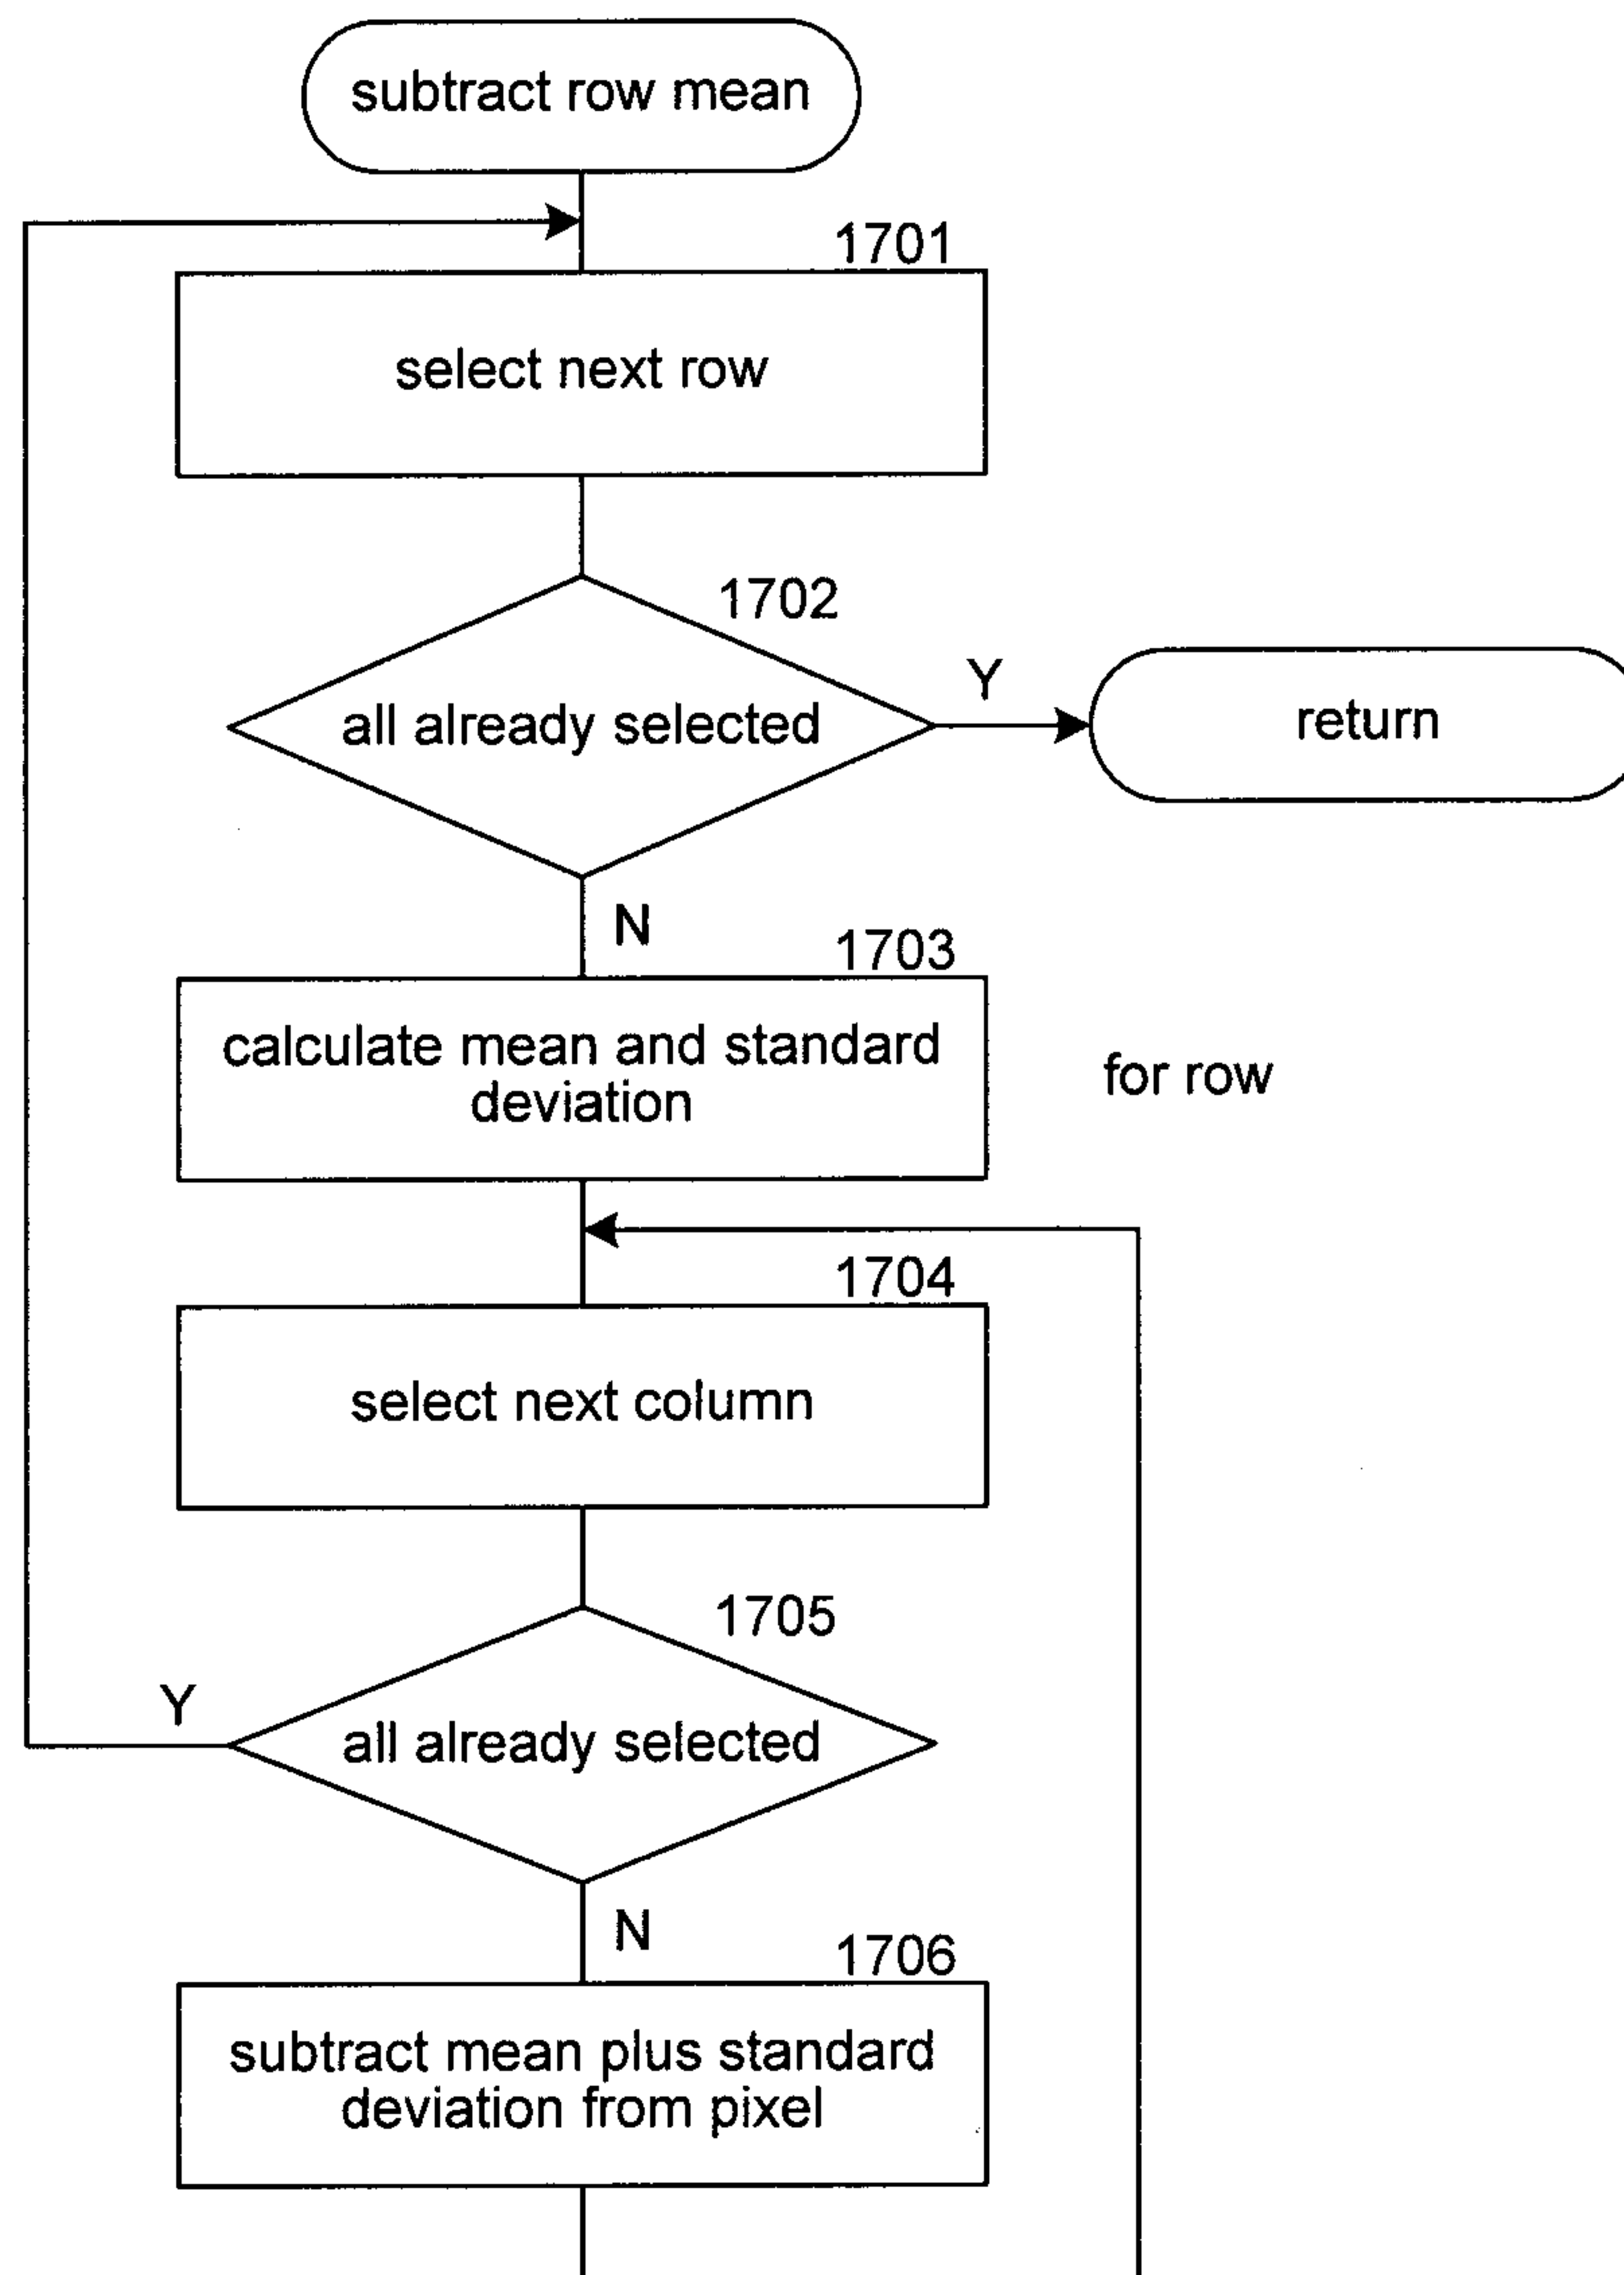 subtract row mean
1701
select next row
1702
all already selected
Y
return
N
1703
calculate mean and standard
deviation
for row
1704
select next column
1705
Y
all already selected
N
1706
subtract mean plus standard
deviation from pixel